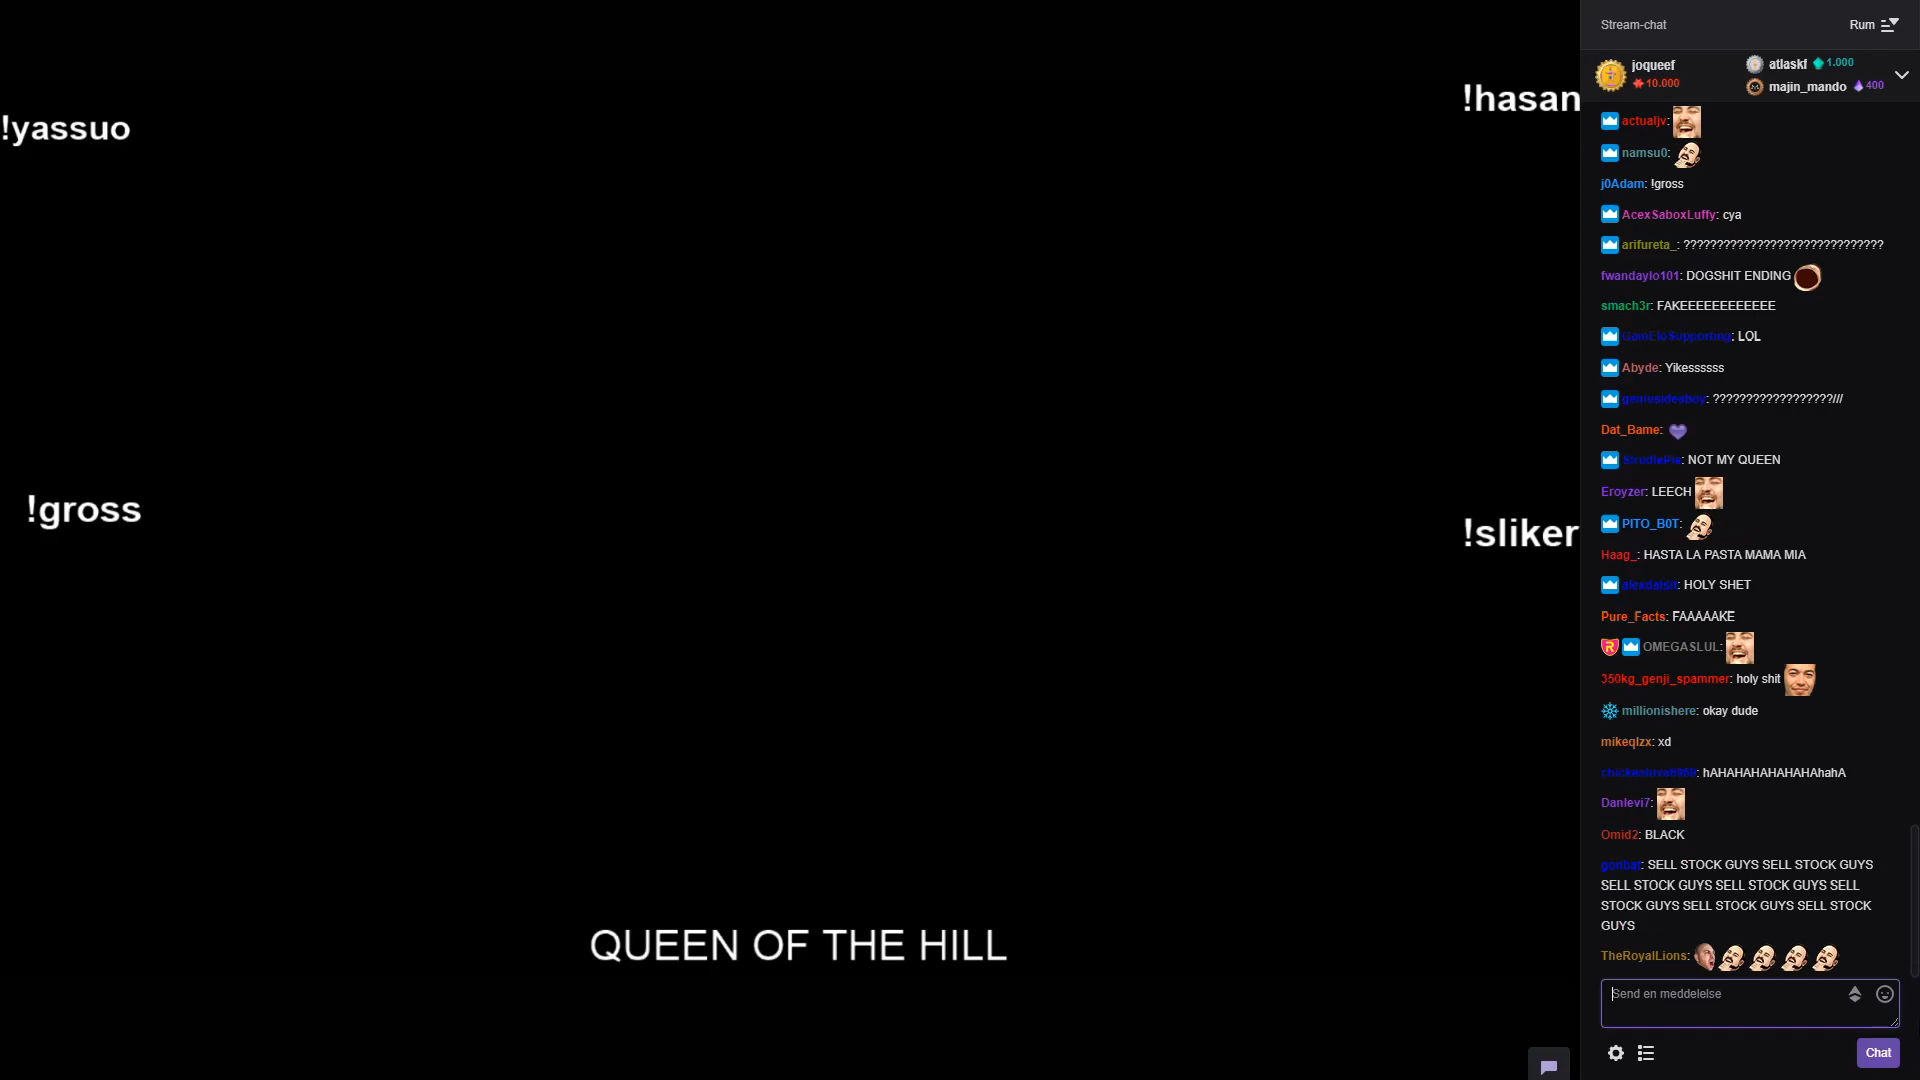 !yassuo
!hasan
!gross
!sliker
QUEEN OF THE HILL
Stream-chat
Rum
joqueef
10.000
atlaskf 1.000
majin_mando 400
actualjv:
namsu0:
j0Adam: !gross
AcexSaboxLuffy: cya
arifureta_: ??????????????????????????????
fwandaylo101: DOGSHIT ENDING
smach3r: FAKEEEEEEEEEEEE
: LOL
Abyde: Yikessssss
: ??????????????????///
Dat_Bame:
: NOT MY QUEEN
Eroyzer: LEECH
PITO_B0T:
Haag_: HASTA LA PASTA MAMA MIA
: HOLY SHET
Pure_Facts: FAAAAAKE
OMEGASLUL:
350kg_genji_spammer: holy shit
millionishere: okay dude
mikeqlzx: xd
: hAHAHAHAHAHAHAhahA
Danlevi7:
Omid2: BLACK
: SELL STOCK GUYS SELL STOCK GUYS
SELL STOCK GUYS SELL STOCK GUYS SELL
STOCK GUYS SELL STOCK GUYS SELL STOCK
GUYS
TheRoyalLions:
Send en meddelelse
Chat